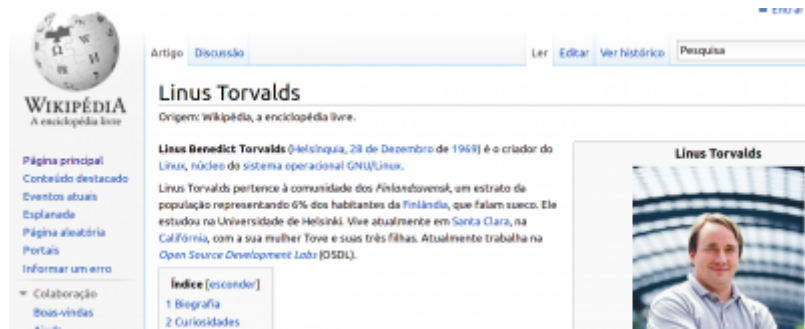 Entrar
WIKIPÉDIA
A enciclopédia livre
Página principal
Conteúdo destacado
Eventos atuais
Esplanada
Página aleatória
Portais
Informar um erro
Colaboração
Boas-vindas
Artigo Discussão
Ler Editar Ver histórico Pesquisa
Linus Torvalds
Origem: Wikipédia, a enciclopédia livre.
Linus Benedict Torvalds (Helsínquia, 28 de Dezembro de 1969) é o criador do
Linux, núcleo do sistema operacional GNU/Linux.
Linus Torvalds pertence à comunidade dos Finlandsvensk, um estrato da
população representando 6% dos habitantes da Finlândia, que falam sueco. Ele
estudou na Universidade de Helsinki. Vive atualmente em Santa Clara, na
Califórnia, com a sua mulher Tove e suas três filhas. Atualmente trabalha na
Open Source Development Labs (OSDL).
Índice [esconder]
1 Biografia
2 Curiosidades
Linus Torvalds